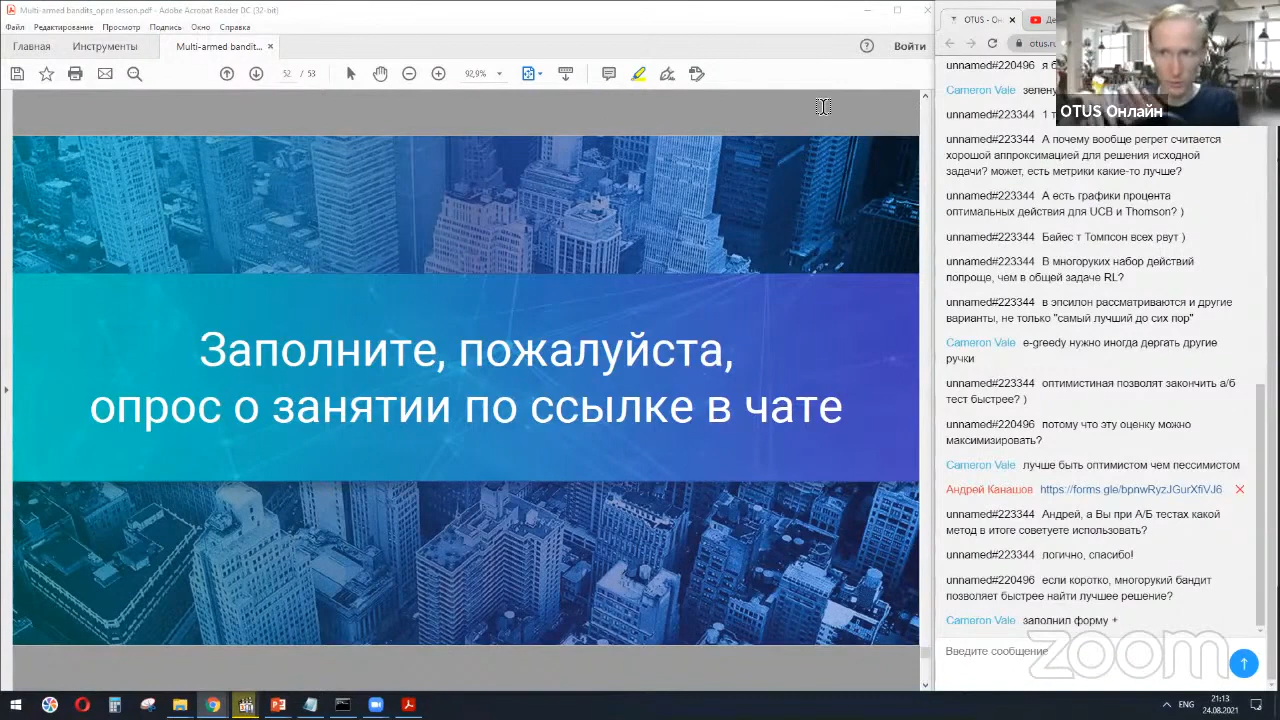 Multi-armed bandits_open lesson.pdf - Adobe Acrobat Reader DC (32-bit)
Файл Редактирование Просмотр Подпись Окно Справка
Главная Инструменты Multi-armed bandit... × Войти
52 / 53 92,9%
Заполните, пожалуйста,
опрос о занятии по ссылке в чате
OTUS - On
otus.ru
OTUS Онлайн
unnamed#220496 я б
Cameron Vale зелену
unnamed#223344 1 т
unnamed#223344 А почему вообще регрет считается
хорошой аппроксимацией для решения исходной
задачи? может, есть метрики какие-то лучше?
unnamed#223344 А есть графики процента
оптимальных действия для UCB и Thomson? )
unnamed#223344 Байес т Томпсон всех рвут )
unnamed#223344 В многоруких набор действий
попроще, чем в общей задаче RL?
unnamed#223344 в эпсилон рассматриваются и другие
варианты, не только "самый лучший до сих пор"
Cameron Vale e-greedy нужно иногда дергать другие
ручки
unnamed#223344 оптимистиная позволят закончить а/б
тест быстрее? )
unnamed#220496 потому что эту оценку можно
максимизировать?
Cameron Vale лучше быть оптимистом чем пессимистом
Андрей Канашов https://forms.gle/bpnwRyzJGurXfiVJ6
unnamed#223344 Андрей, а Вы при А/Б тестах какой
метод в итоге советуете использовать?
unnamed#223344 логично, спасибо!
unnamed#220496 если коротко, многорукий бандит
позволяет быстрее найти лучшее решение?
Cameron Vale заполнил форму +
Введите сообщение
zoom
ENG 21:13
24.08.2021